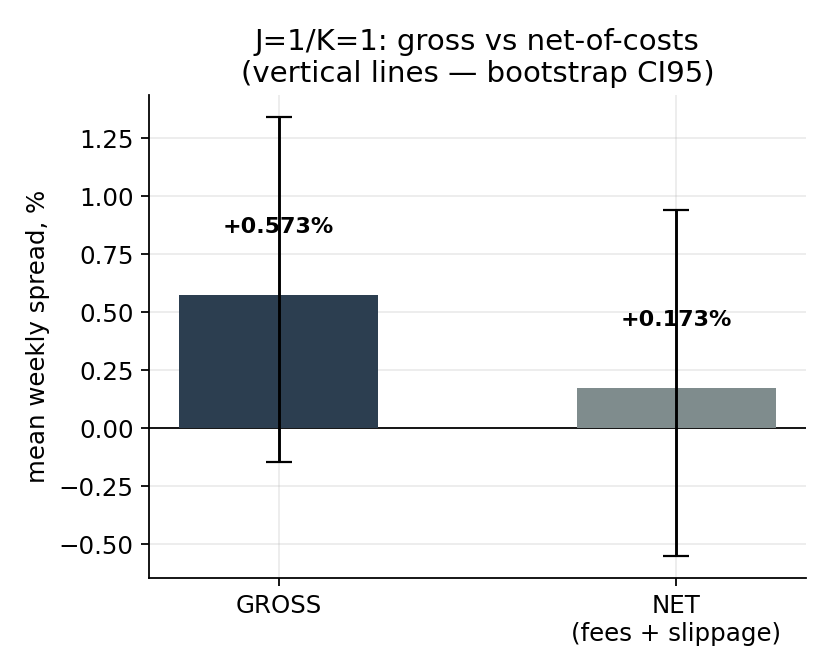 J=1/K=1: gross vs net-of-costs
(vertical lines — bootstrap CI95)
mean weekly spread, %
1.25
1.00
0.75
0.50
0.25
0.00
−0.25
−0.50
+0.573%
+0.173%
GROSS
NET
(fees + slippage)